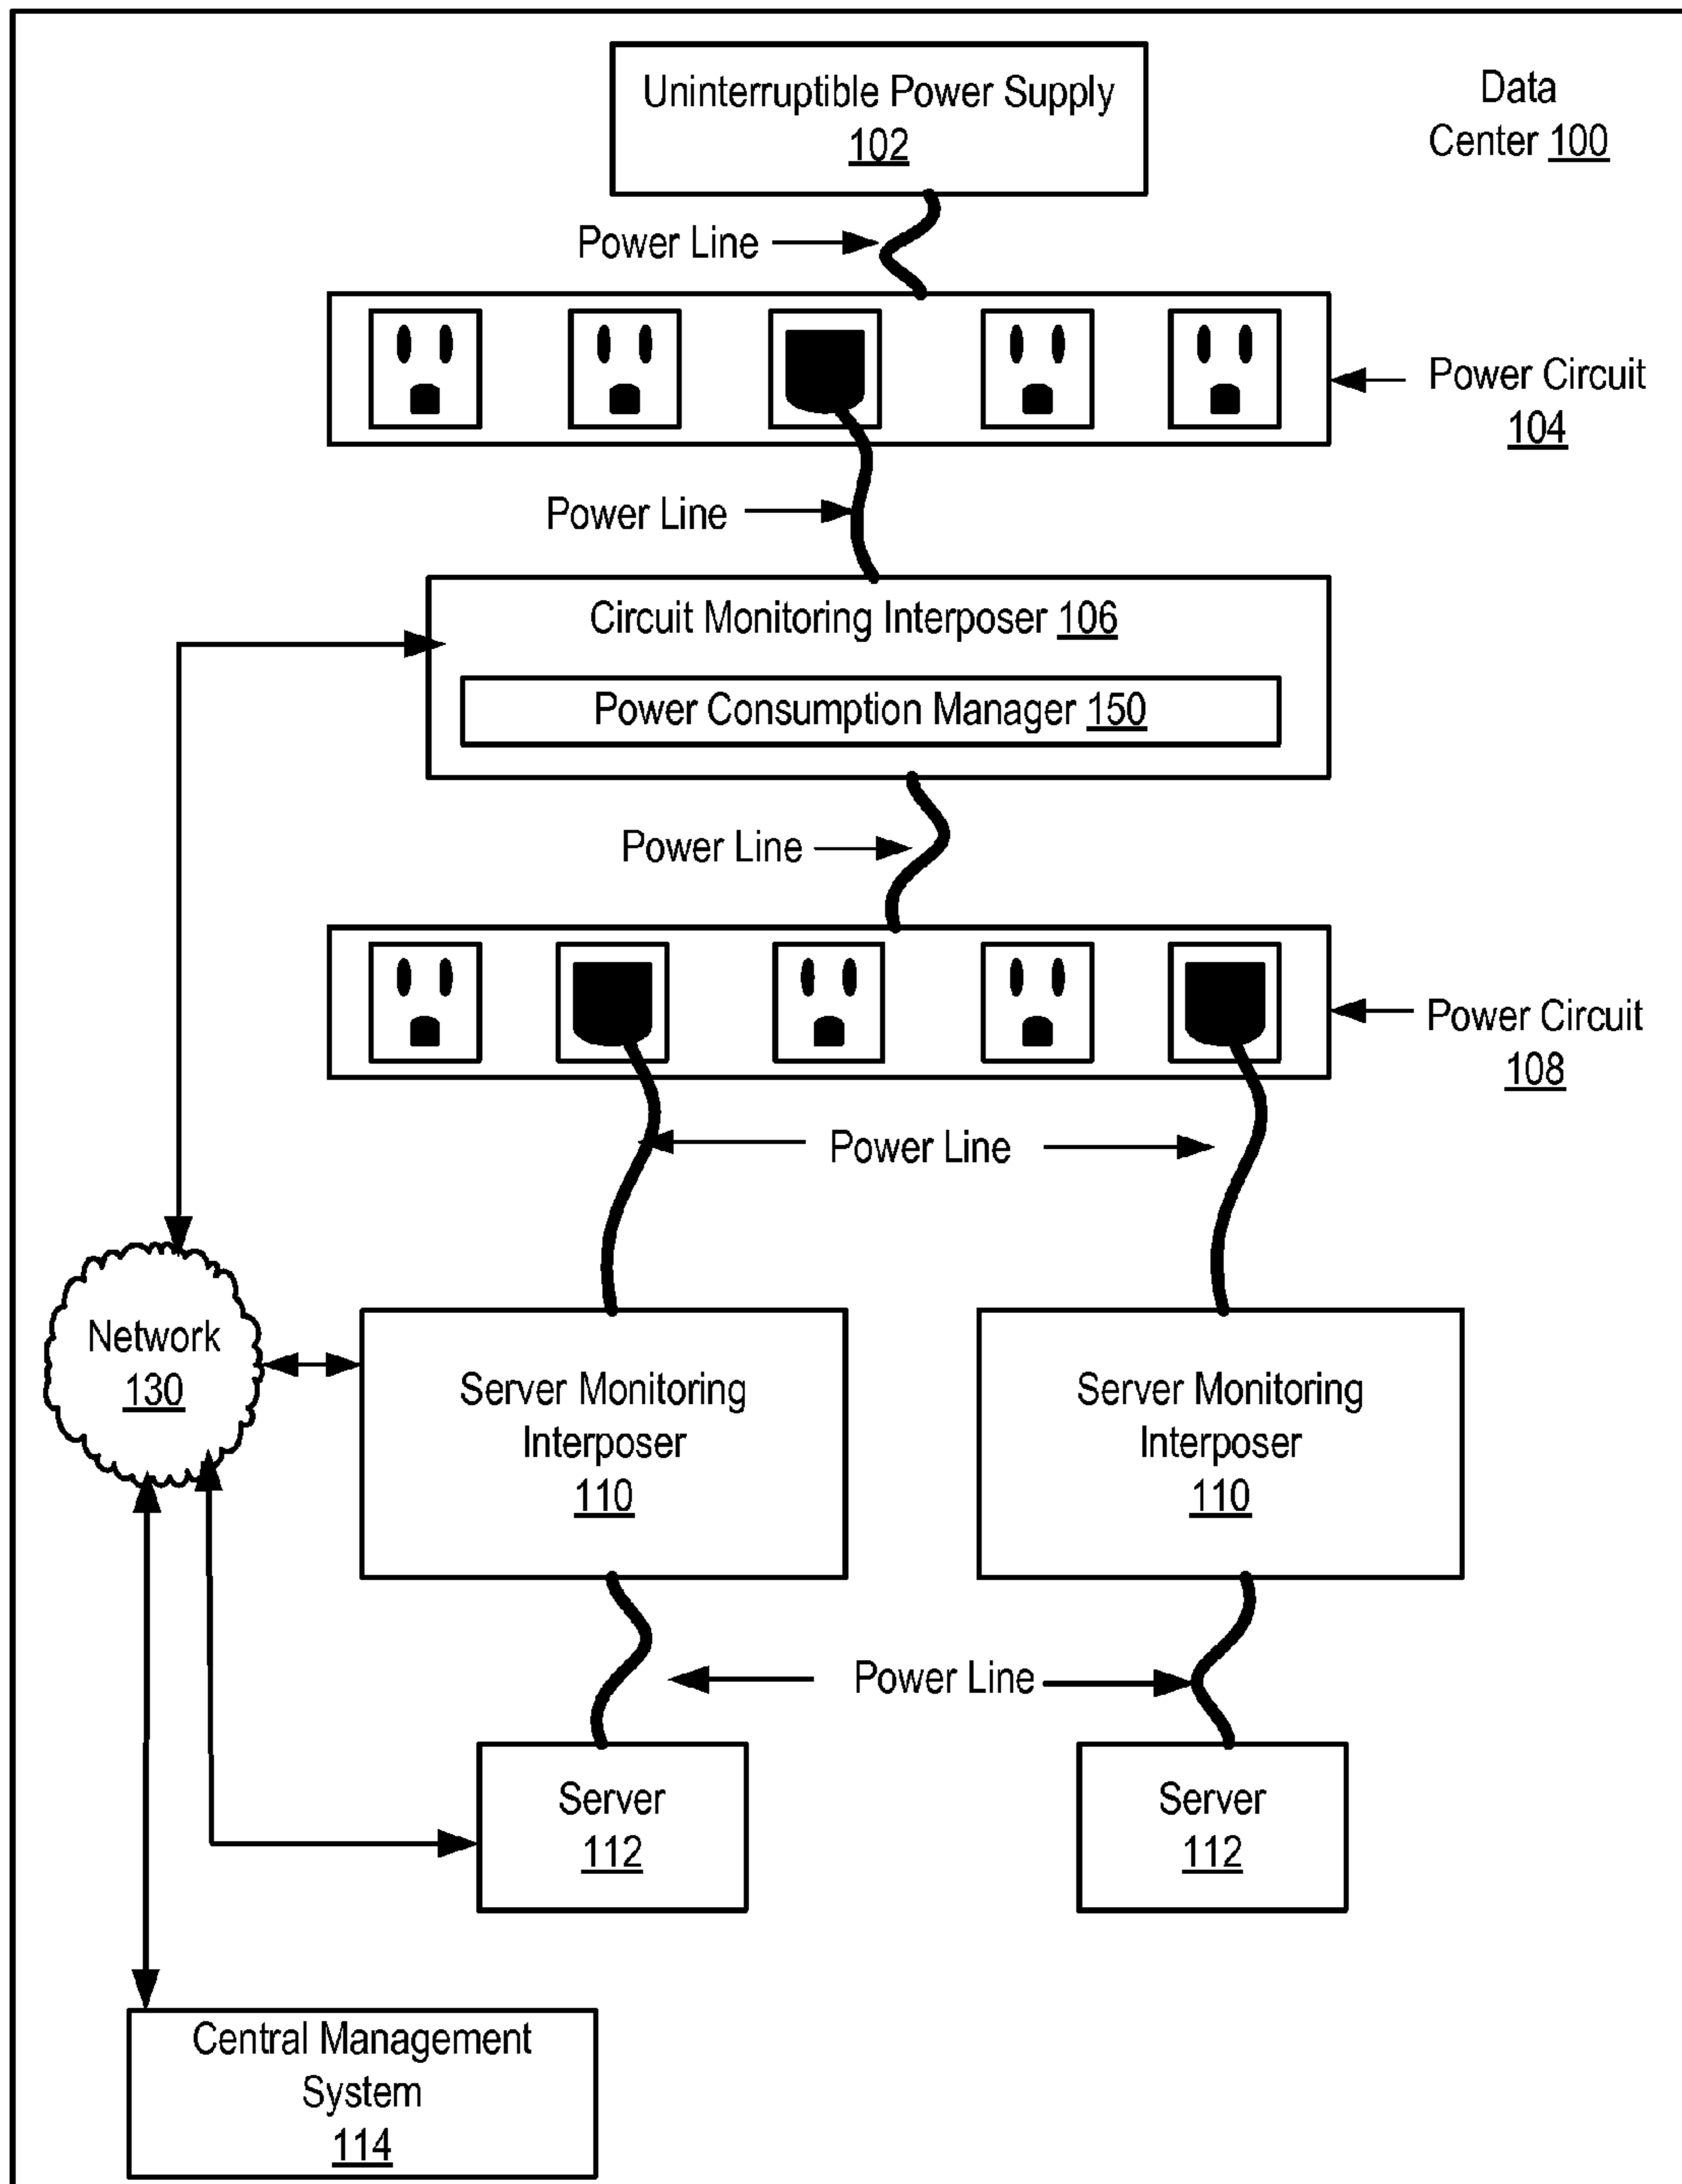 Uninterruptible Power Supply
102
Data
Center 100
Power Line
Power Circuit
104
Power Line
Circuit Monitoring Interposer 106
Power Consumption Manager 150
Power Line
Power Circuit
108
Power Line
Network
130
Server Monitoring
Interposer
110
Server Monitoring
Interposer
110
Power Line
Server
112
Server
112
Central Management
System
114